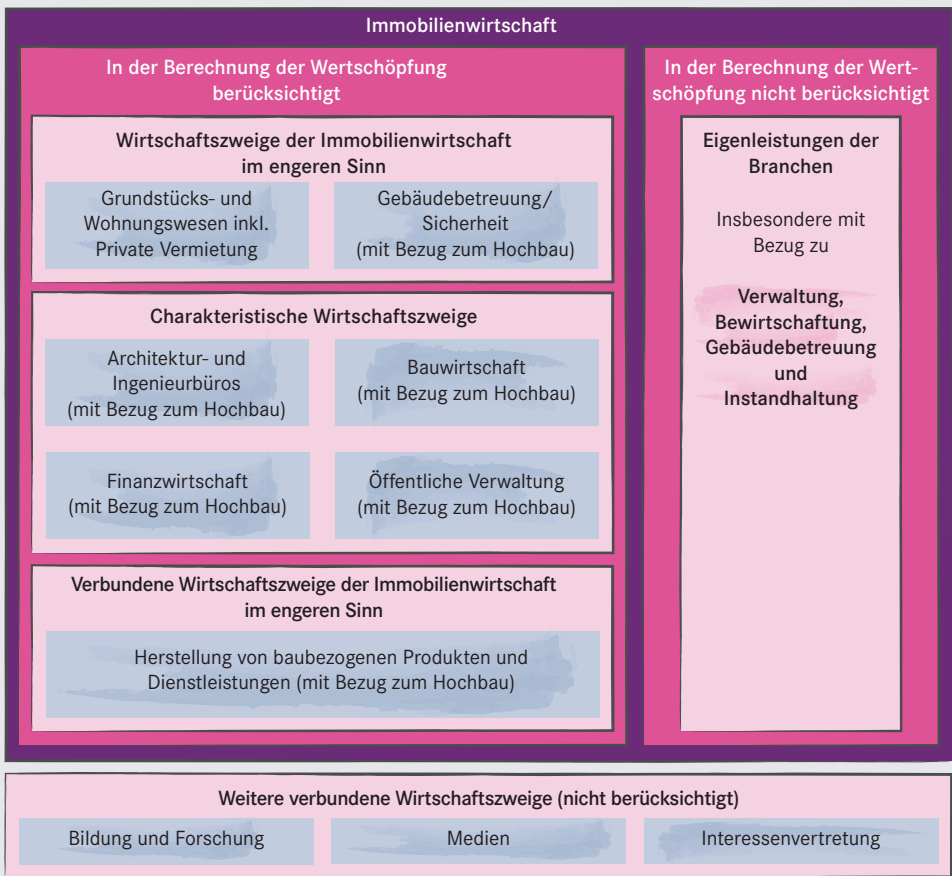 Immobilienwirtschaft
In der Berechnung der Wertschöpfung
berücksichtigt
Wirtschaftszweige der Immobilienwirtschaft
im engeren Sinn
Grundstücks- und
Wohnungswesen inkl.
Private Vermietung
Gebäudebetreuung/
Sicherheit
(mit Bezug zum Hochbau)
Charakteristische Wirtschaftszweige
Architektur- und
Ingenieurbüros
(mit Bezug zum Hochbau)
Bauwirtschaft
(mit Bezug zum Hochbau)
Finanzwirtschaft
(mit Bezug zum Hochbau)
Öffentliche Verwaltung
(mit Bezug zum Hochbau)
Verbundene Wirtschaftszweige der Immobilienwirtschaft
im engeren Sinn
Herstellung von baubezogenen Produkten und
Dienstleistungen (mit Bezug zum Hochbau)
In der Berechnung der Wert-
schöpfung nicht berücksichtigt
Eigenleistungen der
Branchen
Insbesondere mit
Bezug zu
Verwaltung,
Bewirtschaftung,
Gebäudebetreuung
und
Instandhaltung
Weitere verbundene Wirtschaftszweige (nicht berücksichtigt)
Bildung und Forschung
Medien
Interessenvertretung